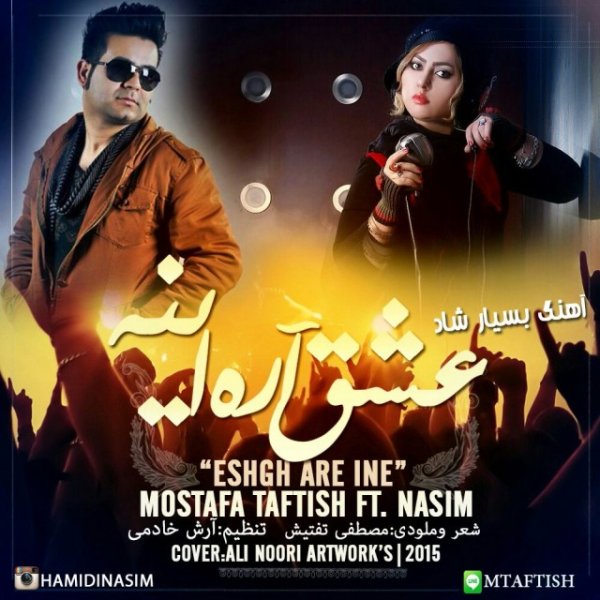 آهنگ بسیار شاد
عشق آره اینه
“ESHGH ARE INE”
MOSTAFA TAFTISH FT. NASIM
شعر وملودی:مصطفی تفتیش تنظیم:آرش خادمی
COVER:ALI NOORI ARTWORK'S | 2015
HAMIDINASIM
LINE MTAFTISH